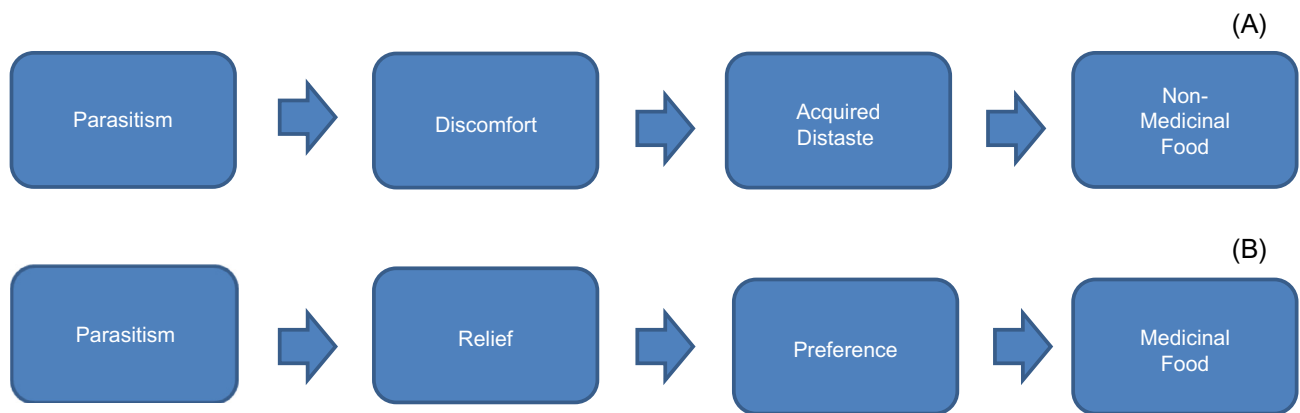 (A)
Parasitism
Discomfort
Acquired
Distaste
Non-
Medicinal
Food
(B)
Parasitism
Relief
Preference
Medicinal
Food